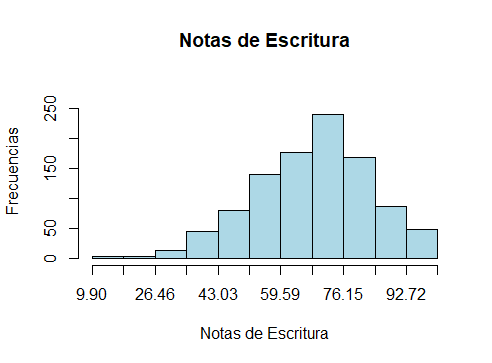 Notas de Escritura
Frecuencias
250
150
50
0
9.90 26.46 43.03 59.59 76.15 92.72
Notas de Escritura